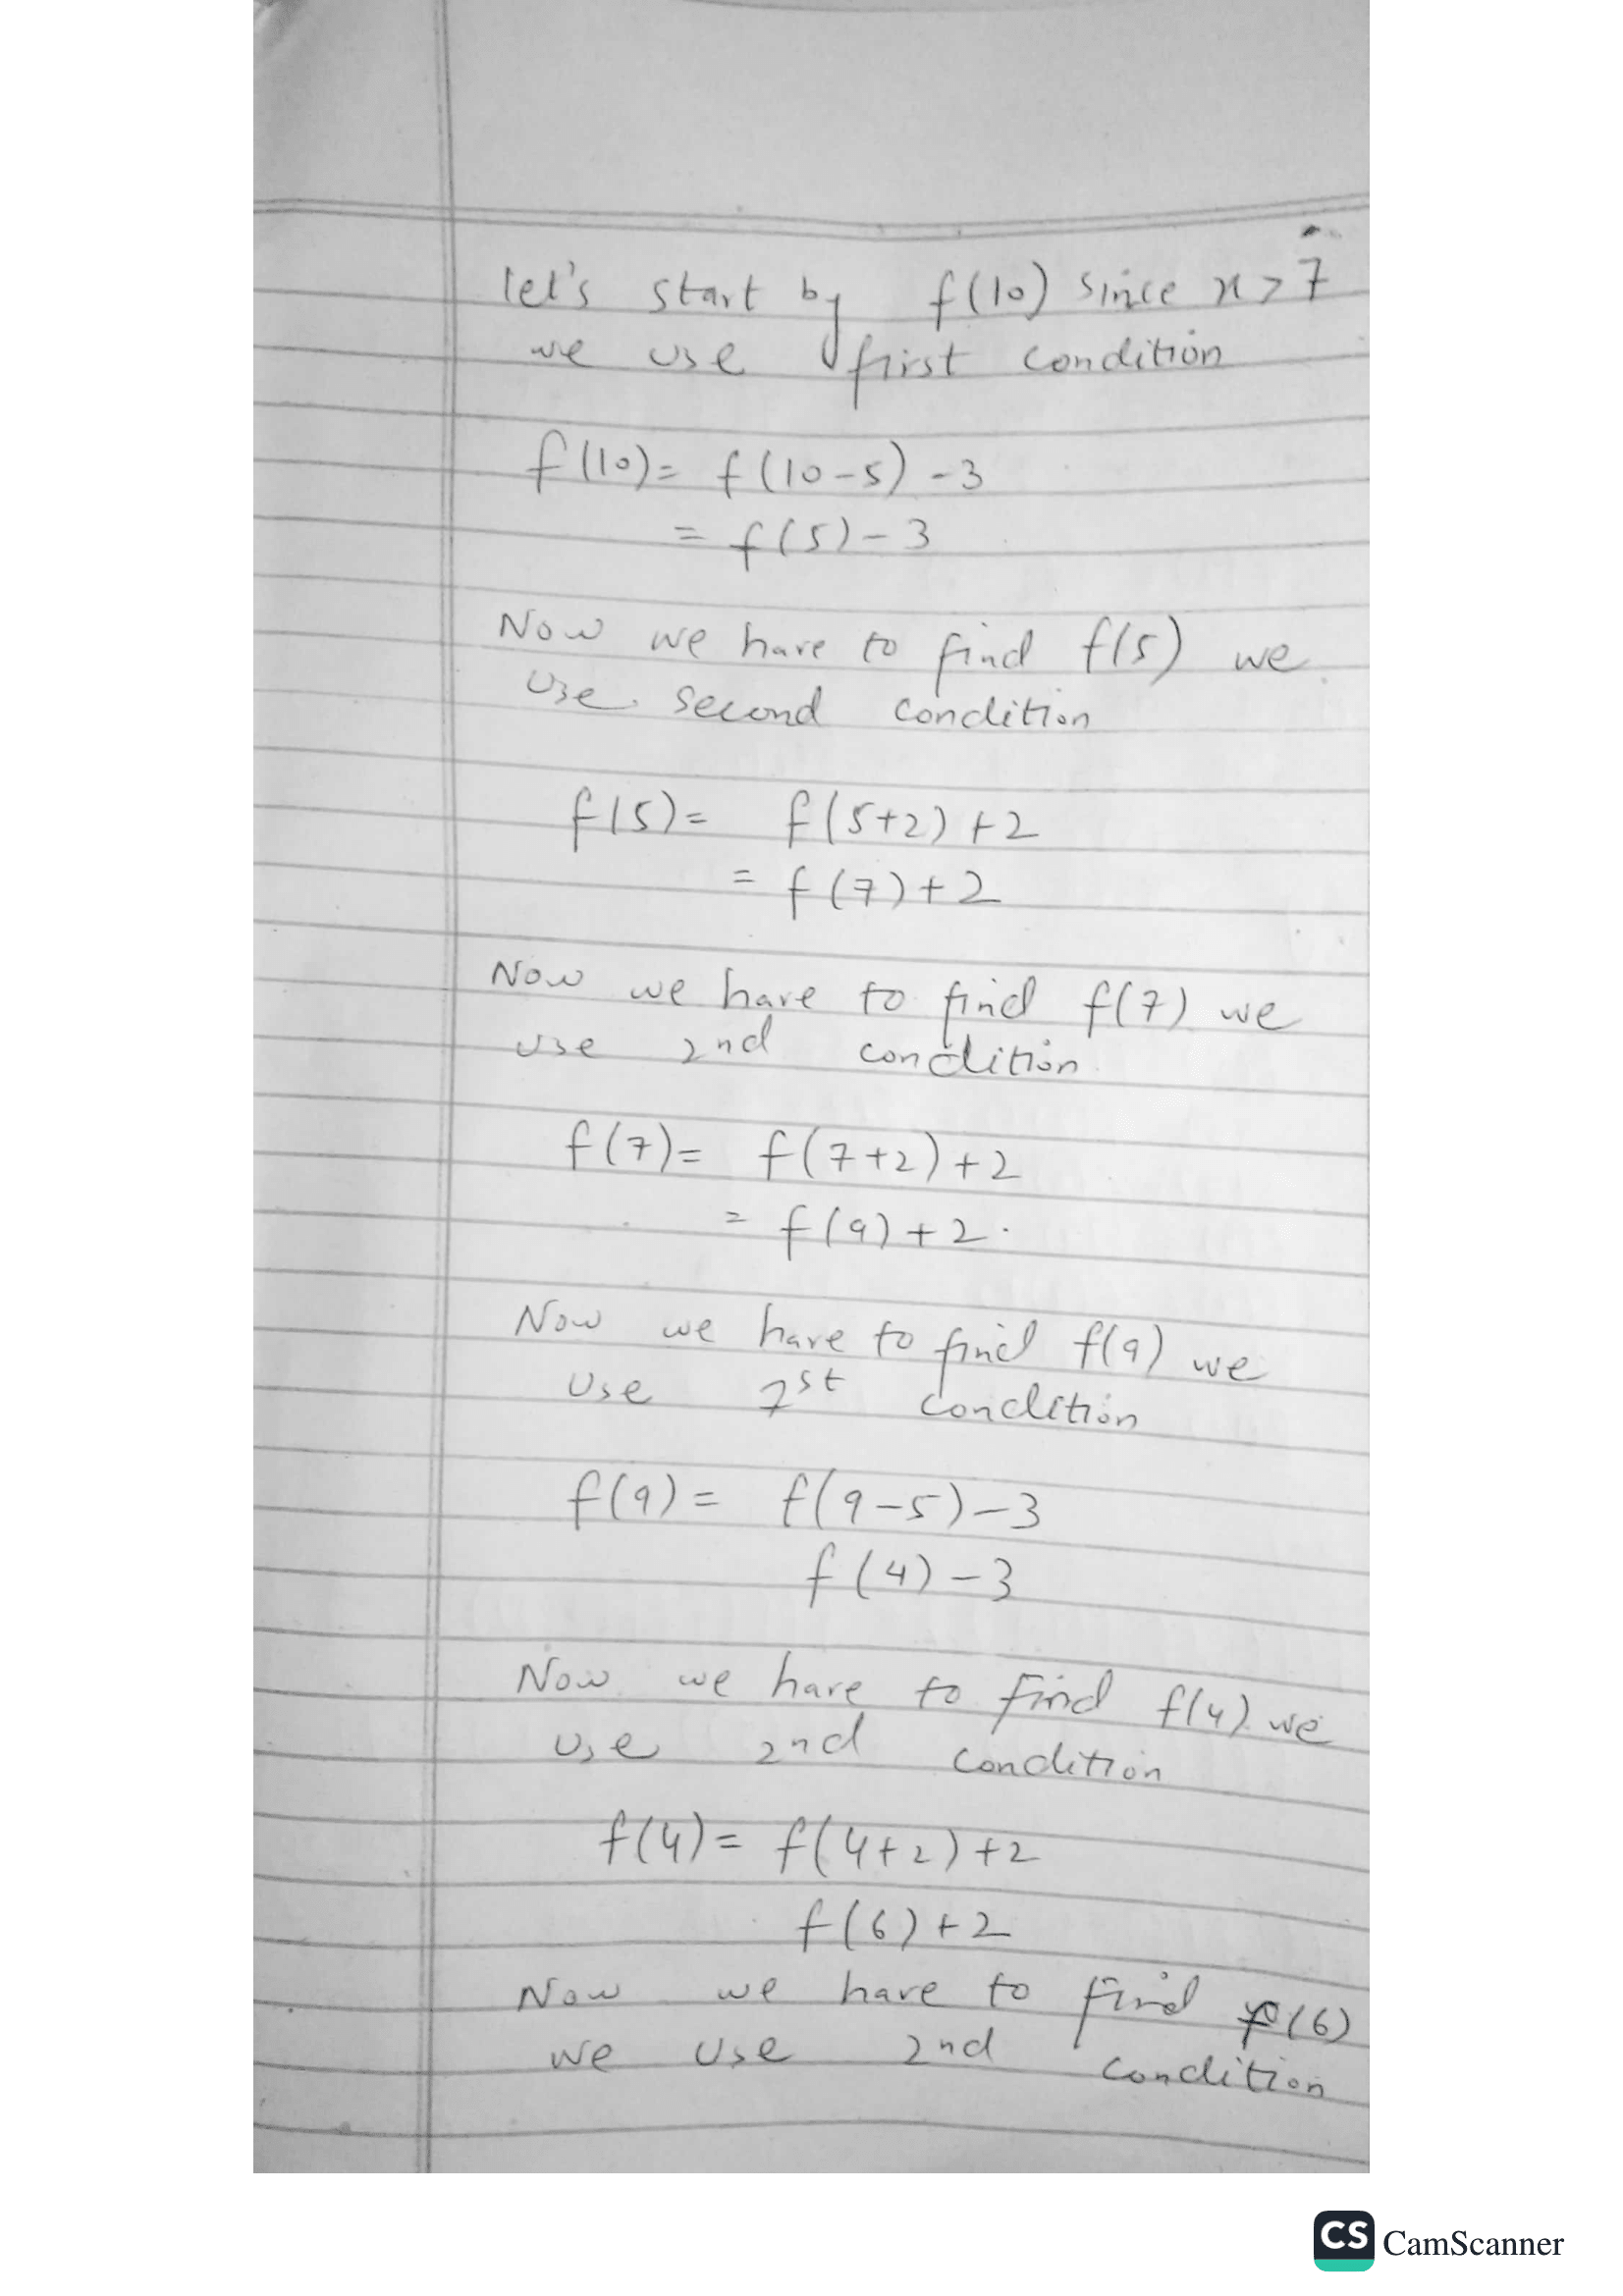 let's start by f(10) since x>7
we use first condition
f(10)= f(10-5) -3
= f(5)-3
Now we have to find f(5) we
use second condition
f(5)= f(5+2)+2
= f(7)+2
Now we have to find f(7) we
use 2nd condition.
f(7)= f(7+2)+2
= f(9)+2.
Now we have to find f(9) we
Use 1st condition
f(9)= f(9-5)-3
f(4)-3
Now we have to find f(4) we
Use 2nd condition
f(4)= f(4+2)+2
f(6)+2
Now we have to find f(6)
we Use 2nd condition
CS CamScanner